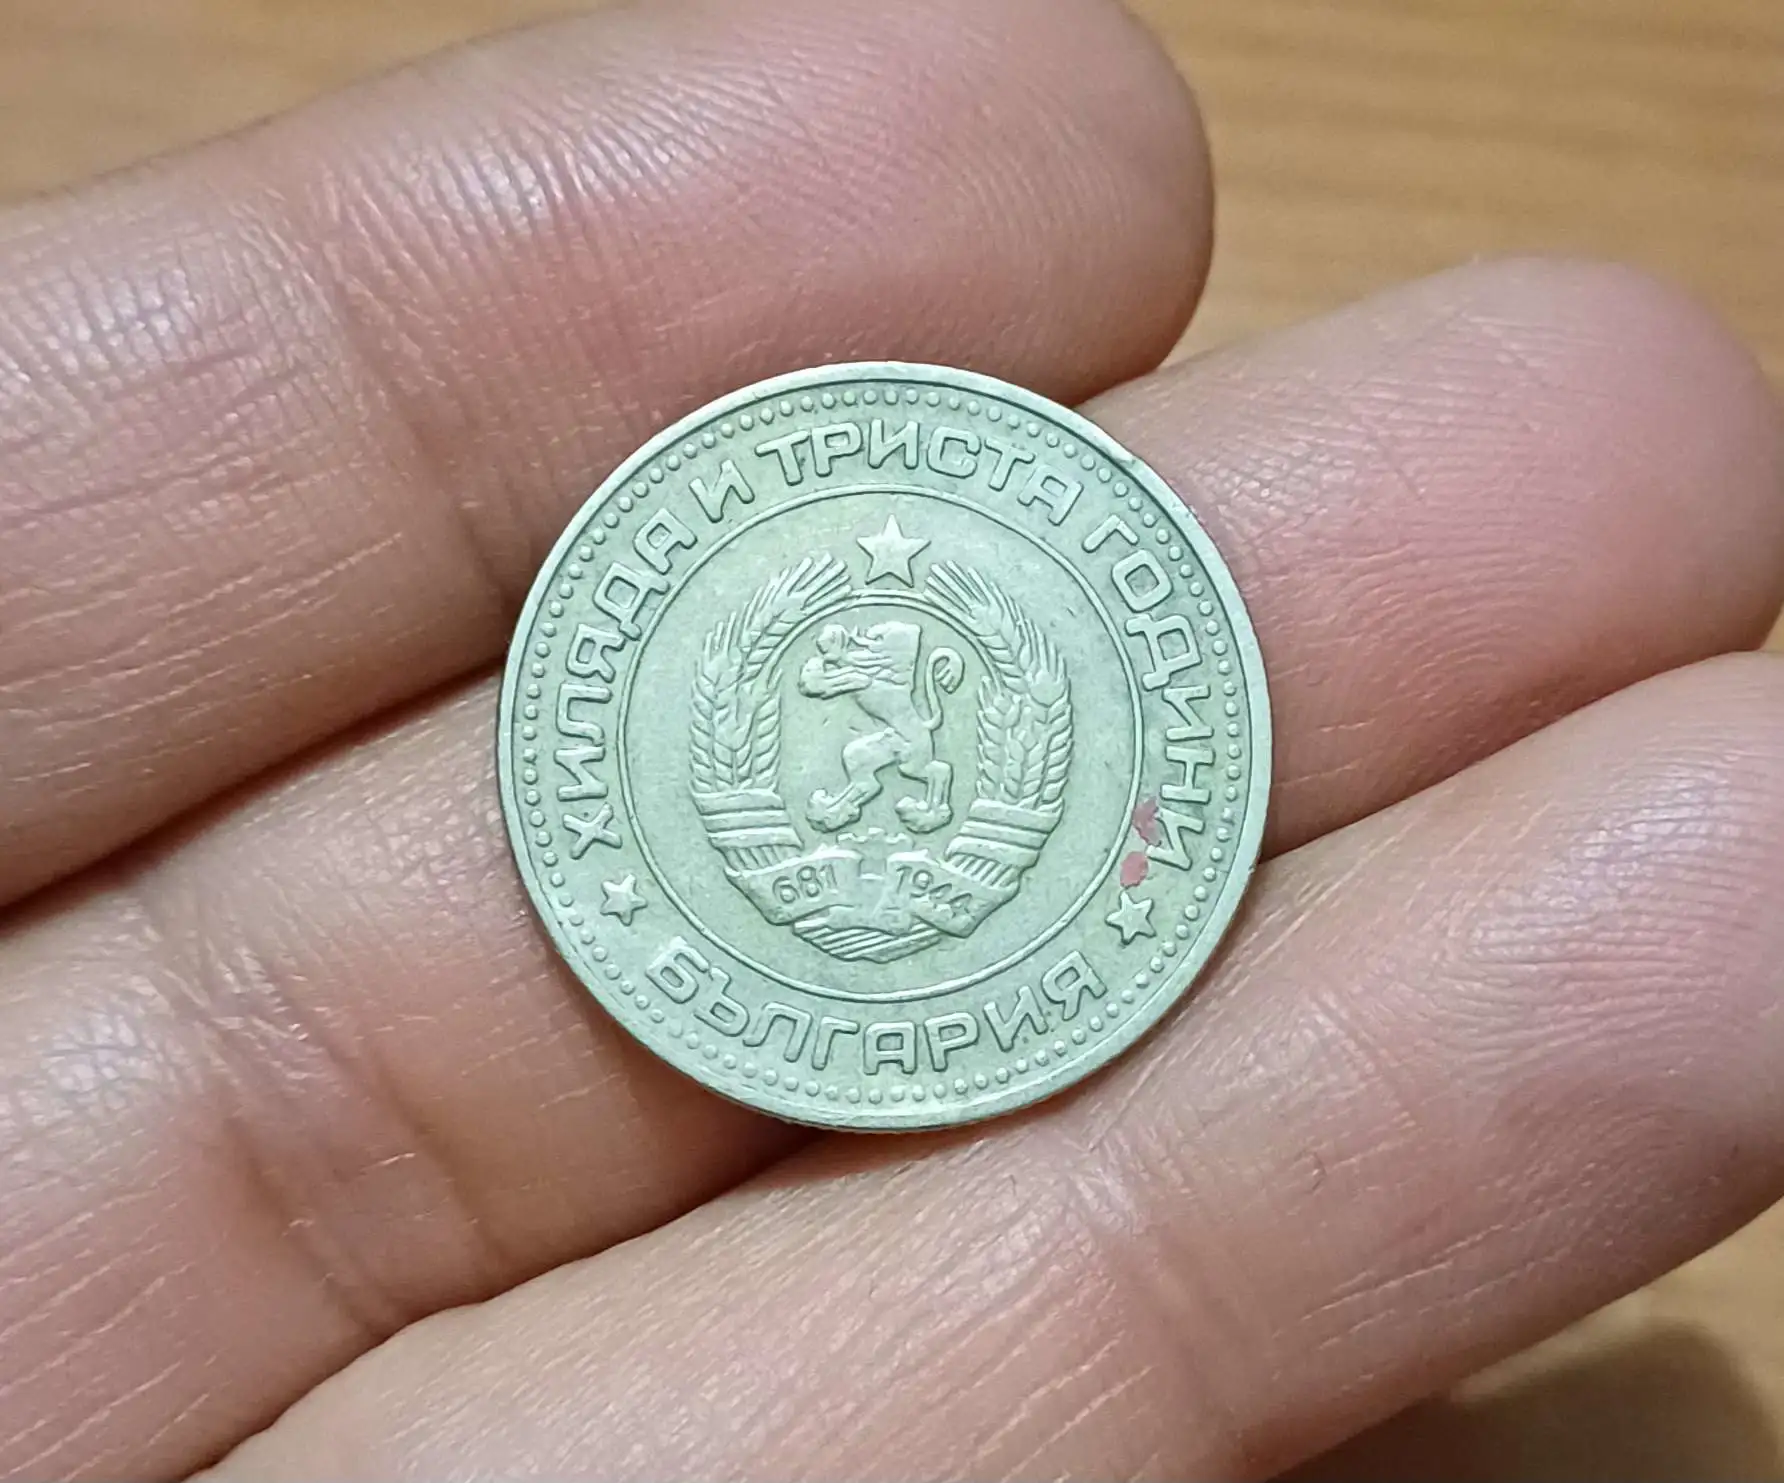 ХИЛЯДА И ТРИСТА ГОДИНИ
681 - 1944
БЪЛГАРИЯ